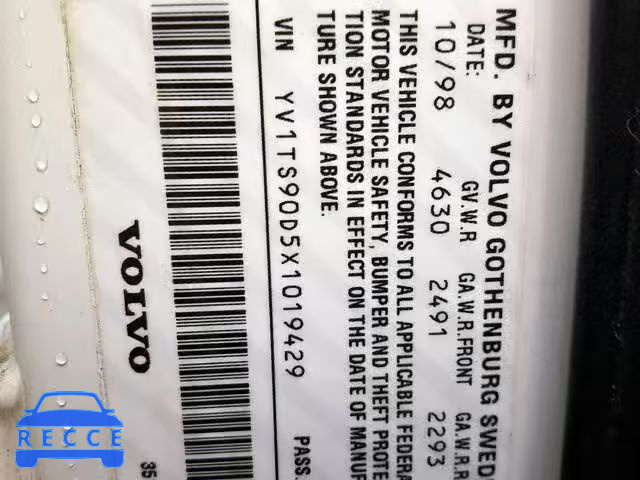 MFD. BY VOLVO GOTHENBURG SWED
DATE: GV.W.R GA.W.R.FRONT GA.W.R.R
10/98 4630 2491 2293
THIS VEHICLE CONFORMS TO ALL APPLICABLE FEDERA
MOTOR VEHICLE SAFETY, BUMPER AND THEFT PROTE
TION STANDARDS IN EFFECT ON THE DATE OF MANUF
TURE SHOWN ABOVE.
VIN YV1TS90D5X1019429 PASS.
VOLVO
35
RECCE